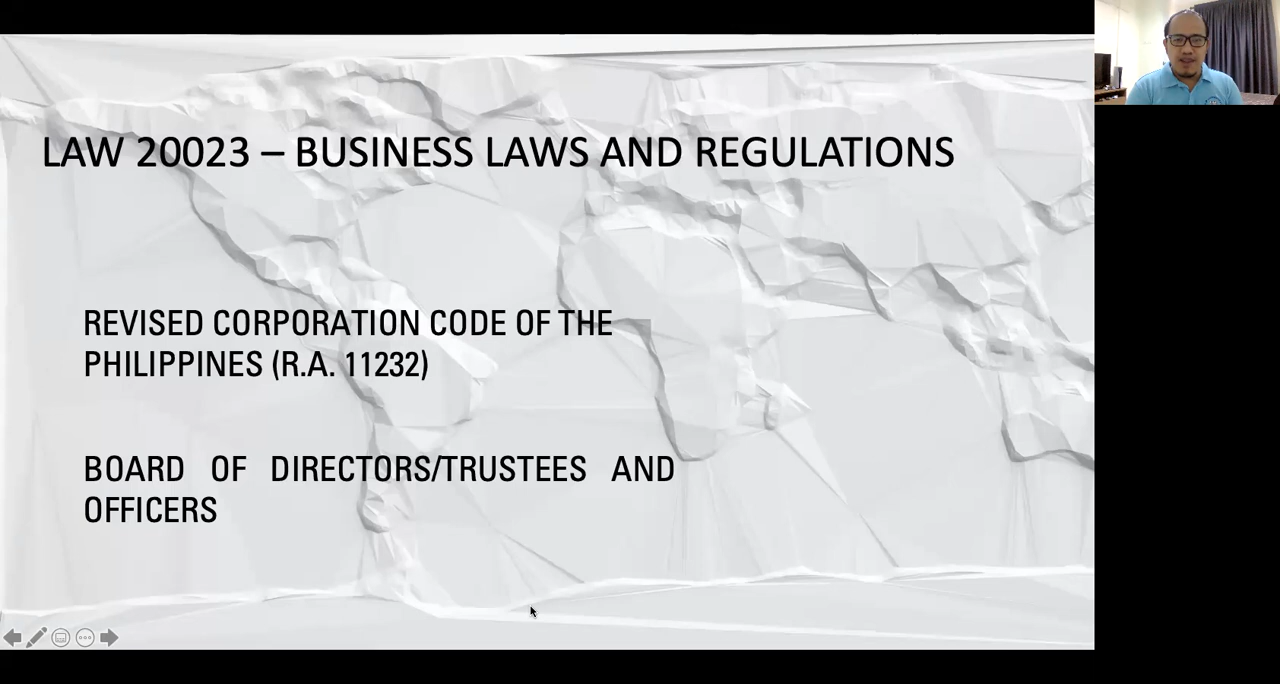 LAW 20023 – BUSINESS LAWS AND REGULATIONS
REVISED CORPORATION CODE OF THE
PHILIPPINES (R.A. 11232)
BOARD OF DIRECTORS/TRUSTEES AND
OFFICERS